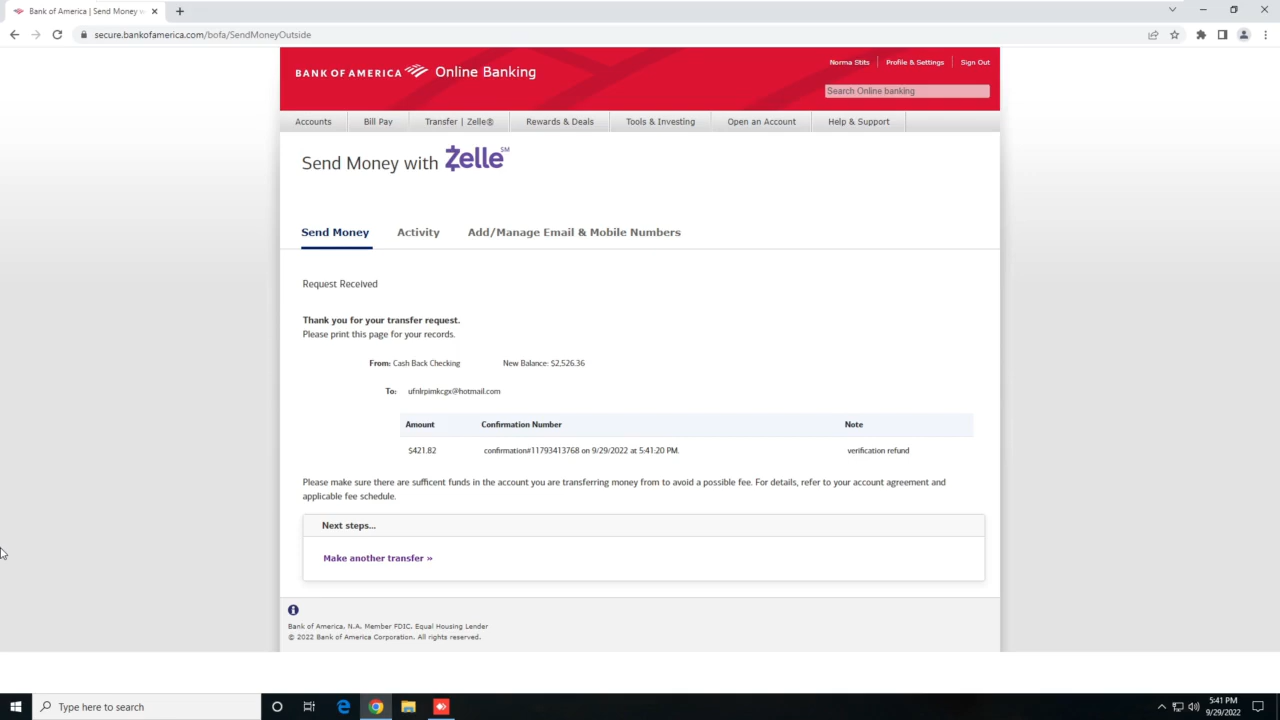 Bank of America | Send Money w
secure.bankofamerica.com/bofa/SendMoneyOutside
BANK OF AMERICA Online Banking
Norma Stits Profile & Settings Sign Out
Search Online banking
Accounts Bill Pay Transfer | Zelle® Rewards & Deals Tools & Investing Open an Account Help & Support
Send Money with Zelle℠
Send Money Activity Add/Manage Email & Mobile Numbers
Request Received
Thank you for your transfer request.
Please print this page for your records.
From: Cash Back Checking New Balance: $2,526.36
To: ufnlrpimkcgx@hotmail.com
Amount Confirmation Number Note
$421.82 confirmation#11793413768 on 9/29/2022 at 5:41:20 PM. verification refund
Please make sure there are sufficent funds in the account you are transferring money from to avoid a possible fee. For details, refer to your account agreement and
applicable fee schedule.
Next steps...
Make another transfer »
Bank of America, N.A. Member FDIC. Equal Housing Lender
© 2022 Bank of America Corporation. All rights reserved.
Type here to search
5:41 PM
9/29/2022